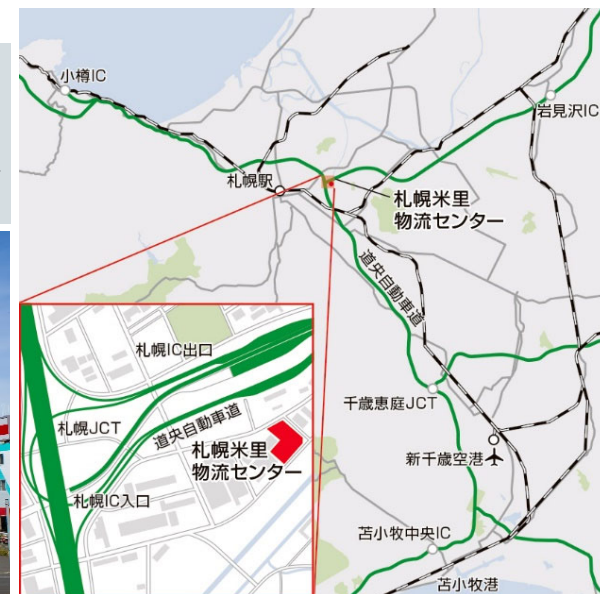 小樽IC
岩見沢IC
札幌駅
札幌米里
物流センター
道央自動車道
札幌IC出口
札幌JCT
道央自動車道
札幌米里
物流センター
札幌IC入口
千歳恵庭JCT
新千歳空港
苫小牧中央IC
苫小牧港